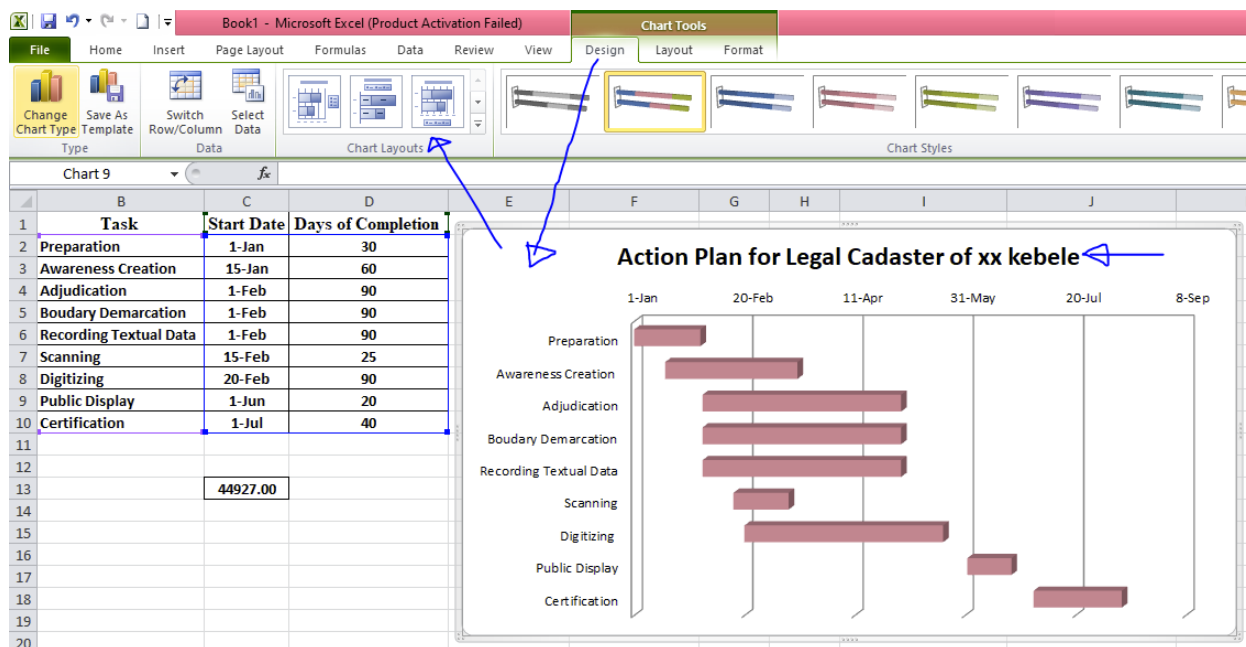 Book1 - Microsoft Excel (Product Activation Failed)
Chart Tools
File Home Insert Page Layout Formulas Data Review View Design Layout Format
Change Chart Type
Save As Template
Switch Row/Column
Select Data
Type
Data
Chart Layouts
Chart Styles
Chart 9
fx
B C D E F G H I J
1 Task Start Date Days of Completion
2 Preparation 1-Jan 30
3 Awareness Creation 15-Jan 60
4 Adjudication 1-Feb 90
5 Boudary Demarcation 1-Feb 90
6 Recording Textual Data 1-Feb 90
7 Scanning 15-Feb 25
8 Digitizing 20-Feb 90
9 Public Display 1-Jun 20
10 Certification 1-Jul 40
11
12
13 44927.00
14
15
16
17
18
19
20
Action Plan for Legal Cadaster of xx kebele
1-Jan 20-Feb 11-Apr 31-May 20-Jul 8-Sep
Preparation
Awareness Creation
Adjudication
Boudary Demarcation
Recording Textual Data
Scanning
Digitizing
Public Display
Certification